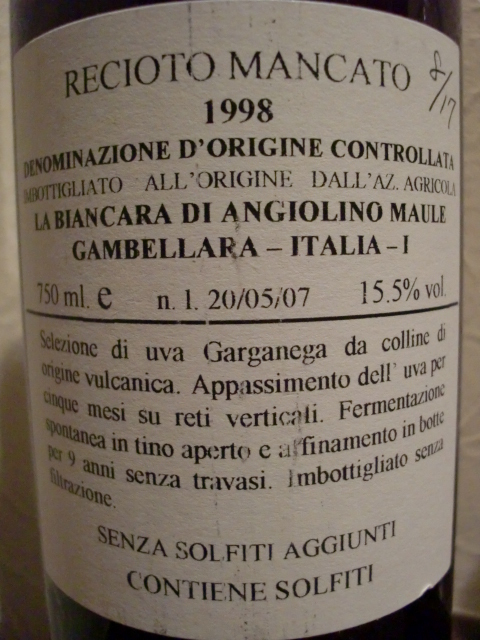 RECIOTO MANCATO
8/17
1998
DENOMINAZIONE D'ORIGINE CONTROLLATA
IMBOTTIGLIATO ALL'ORIGINE DALL'AZ. AGRICOLA
LA BIANCARA DI ANGIOLINO MAULE
GAMBELLARA – ITALIA – I
750 ml. e n. 1. 20/05/07 15.5% vol.
Selezione di uva Garganega da colline di
origine vulcanica. Appassimento dell' uva per
cinque mesi su reti verticali. Fermentazione
spontanea in tino aperto e affinamento in botte
per 9 anni senza travasi. Imbottigliato senza
filtrazione.
SENZA SOLFITI AGGIUNTI
CONTIENE SOLFITI